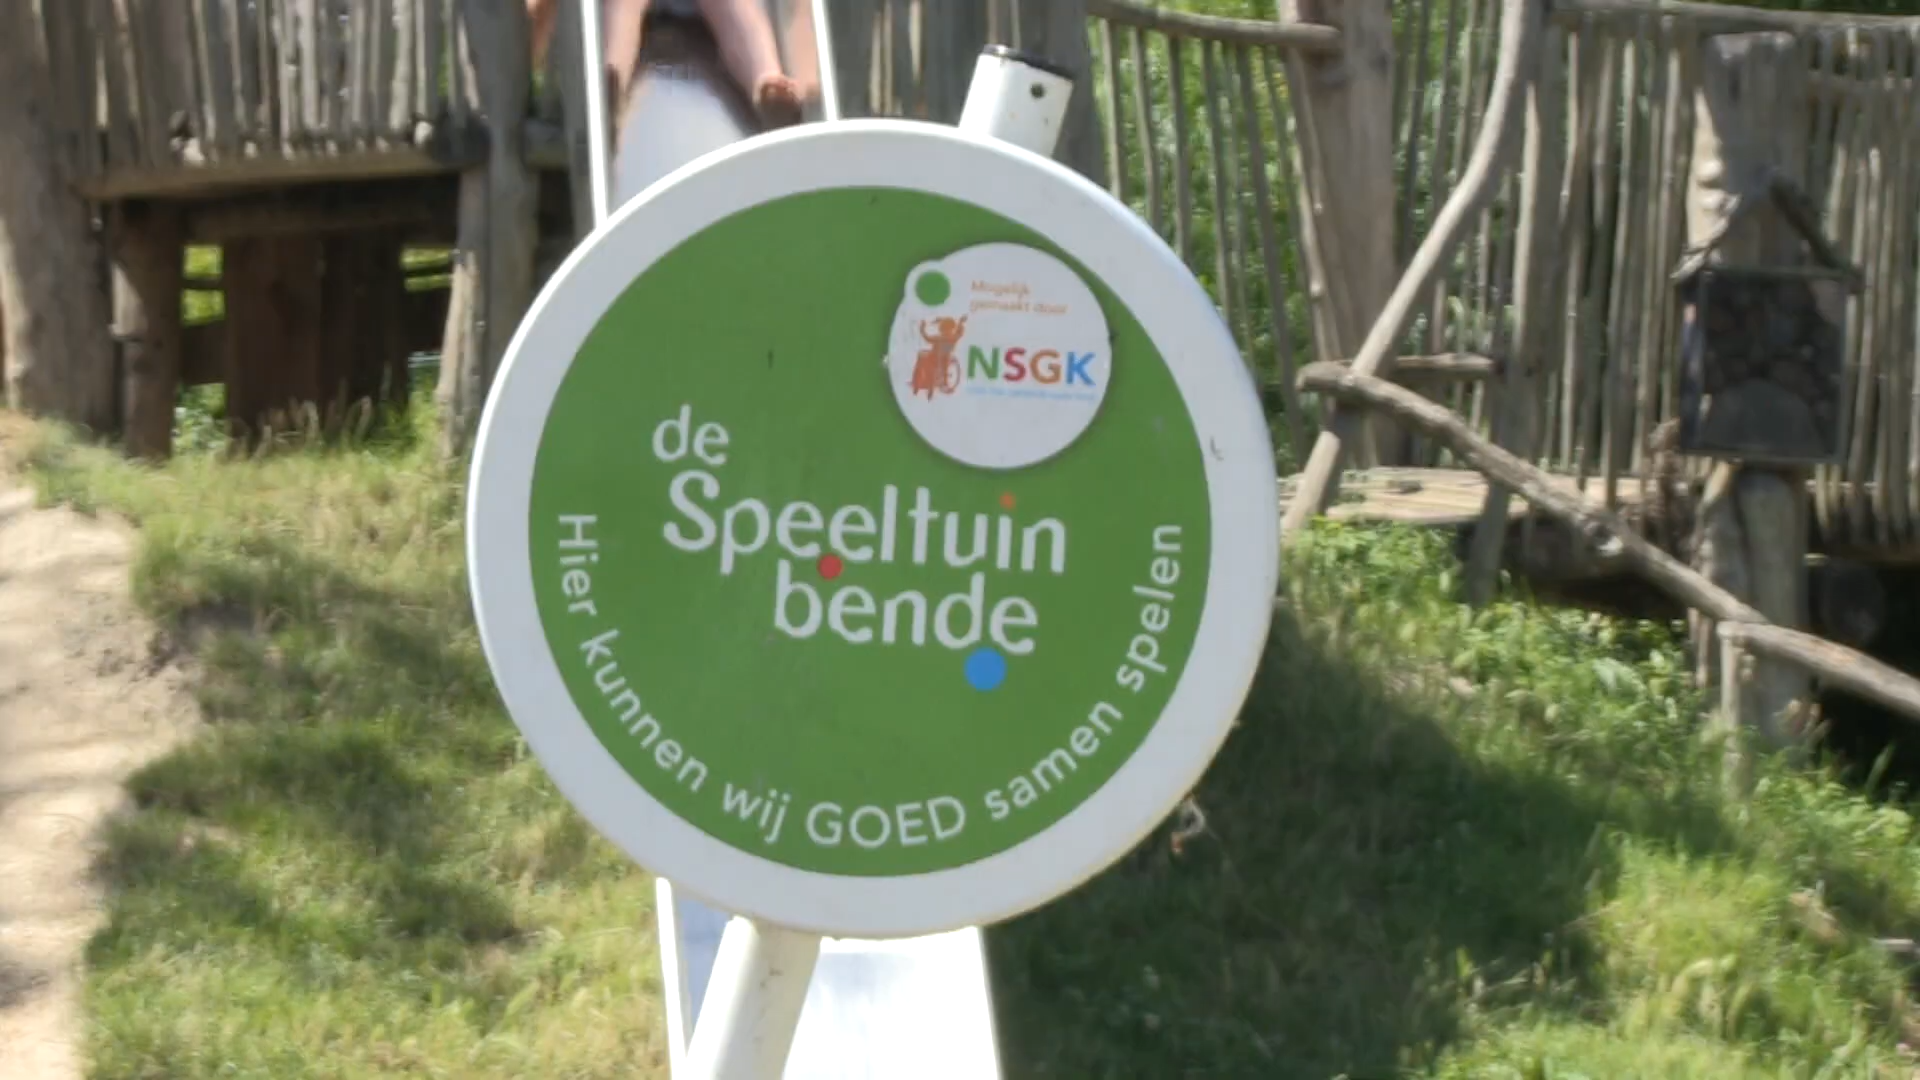 Mogelijk
gemaakt door
NSGK
de
Speeltuin
bende
Hier kunnen wij GOED samen spelen